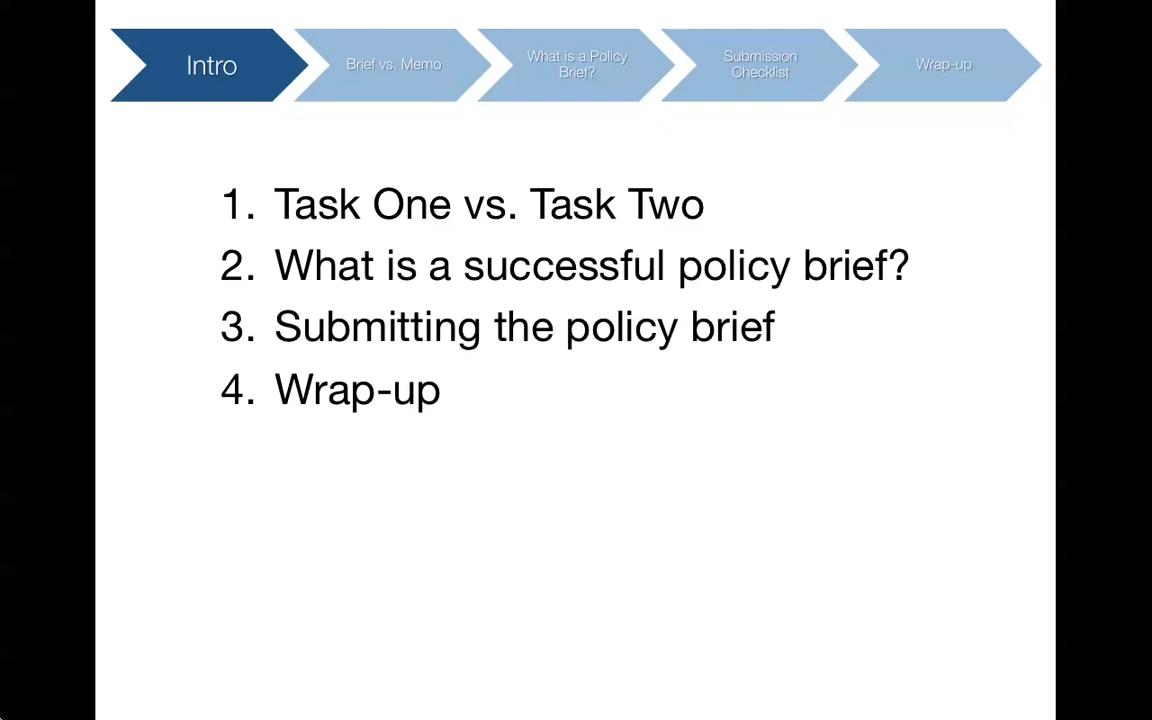 Intro
Brief vs. Memo
What is a Policy
Brief?
Submission
Checklist
Wrap-up
1. Task One vs. Task Two
2. What is a successful policy brief?
3. Submitting the policy brief
4. Wrap-up